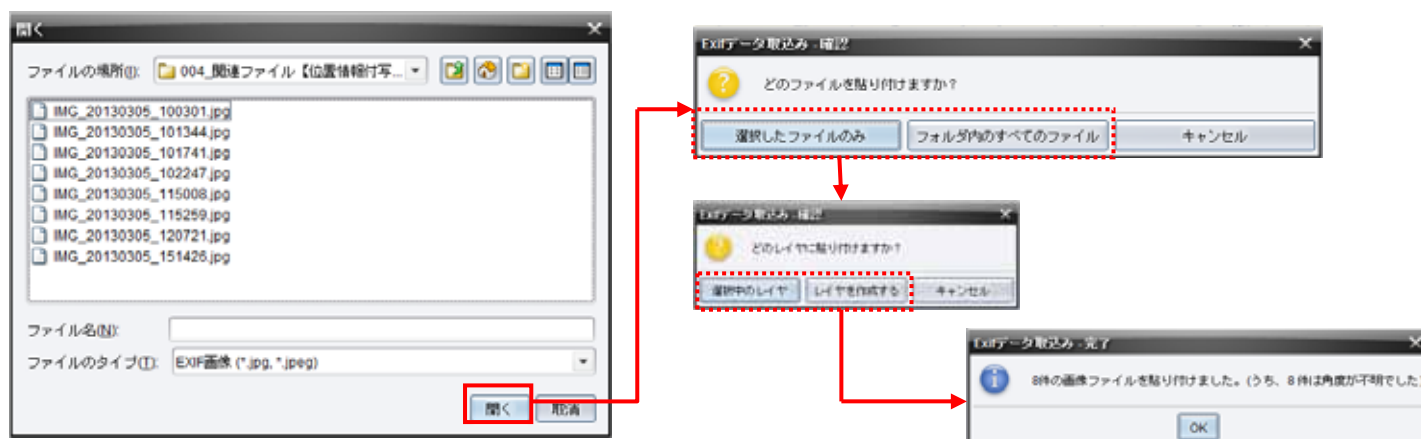 開く
ファイルの場所(I):
004_関連ファイル【位置情報付写...
IMG_20130305_100301.jpg
IMG_20130305_101344.jpg
IMG_20130305_101741.jpg
IMG_20130305_102247.jpg
IMG_20130305_115008.jpg
IMG_20130305_115259.jpg
IMG_20130305_120721.jpg
IMG_20130305_151426.jpg
ファイル名(N):
ファイルのタイプ(T): EXIF画像 (*.jpg, *.jpeg)
開く 取消
Exifデータ取込み - 確認
どのファイルを貼り付けますか?
選択したファイルのみ フォルダ内のすべてのファイル キャンセル
Exifデータ取込み - 確認
どのレイヤに貼り付けますか?
選択中のレイヤ レイヤを作成する キャンセル
Exifデータ取込み - 完了
8件の画像ファイルを貼り付けました。(うち、8件は角度が不明でした)
OK